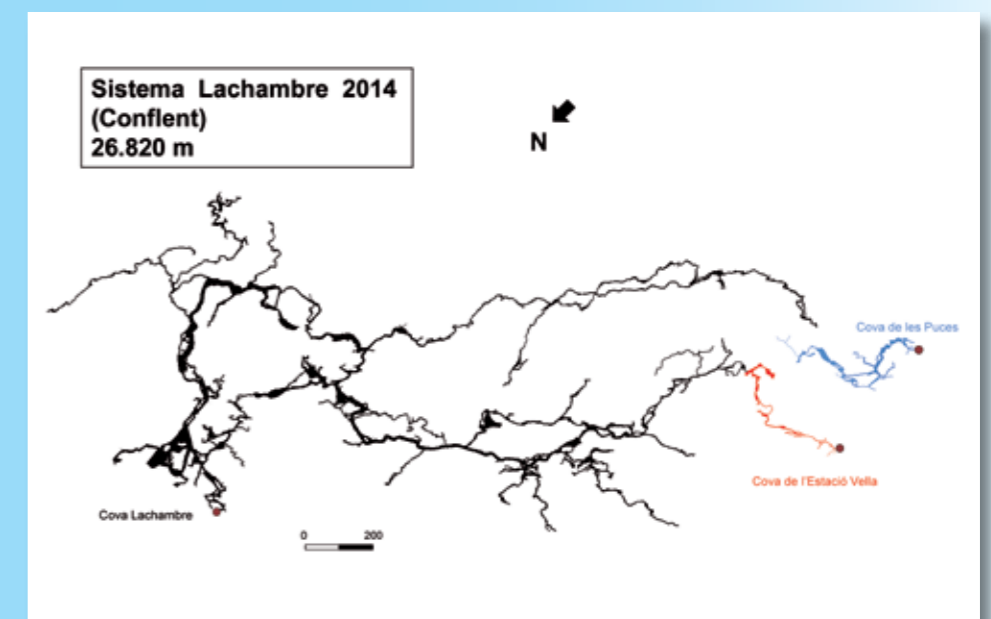 Sistema Lachambre 2014
(Conflent)
26.820 m
N
Cova de les Puces
Cova de l'Estació Vella
Cova Lachambre
0 200